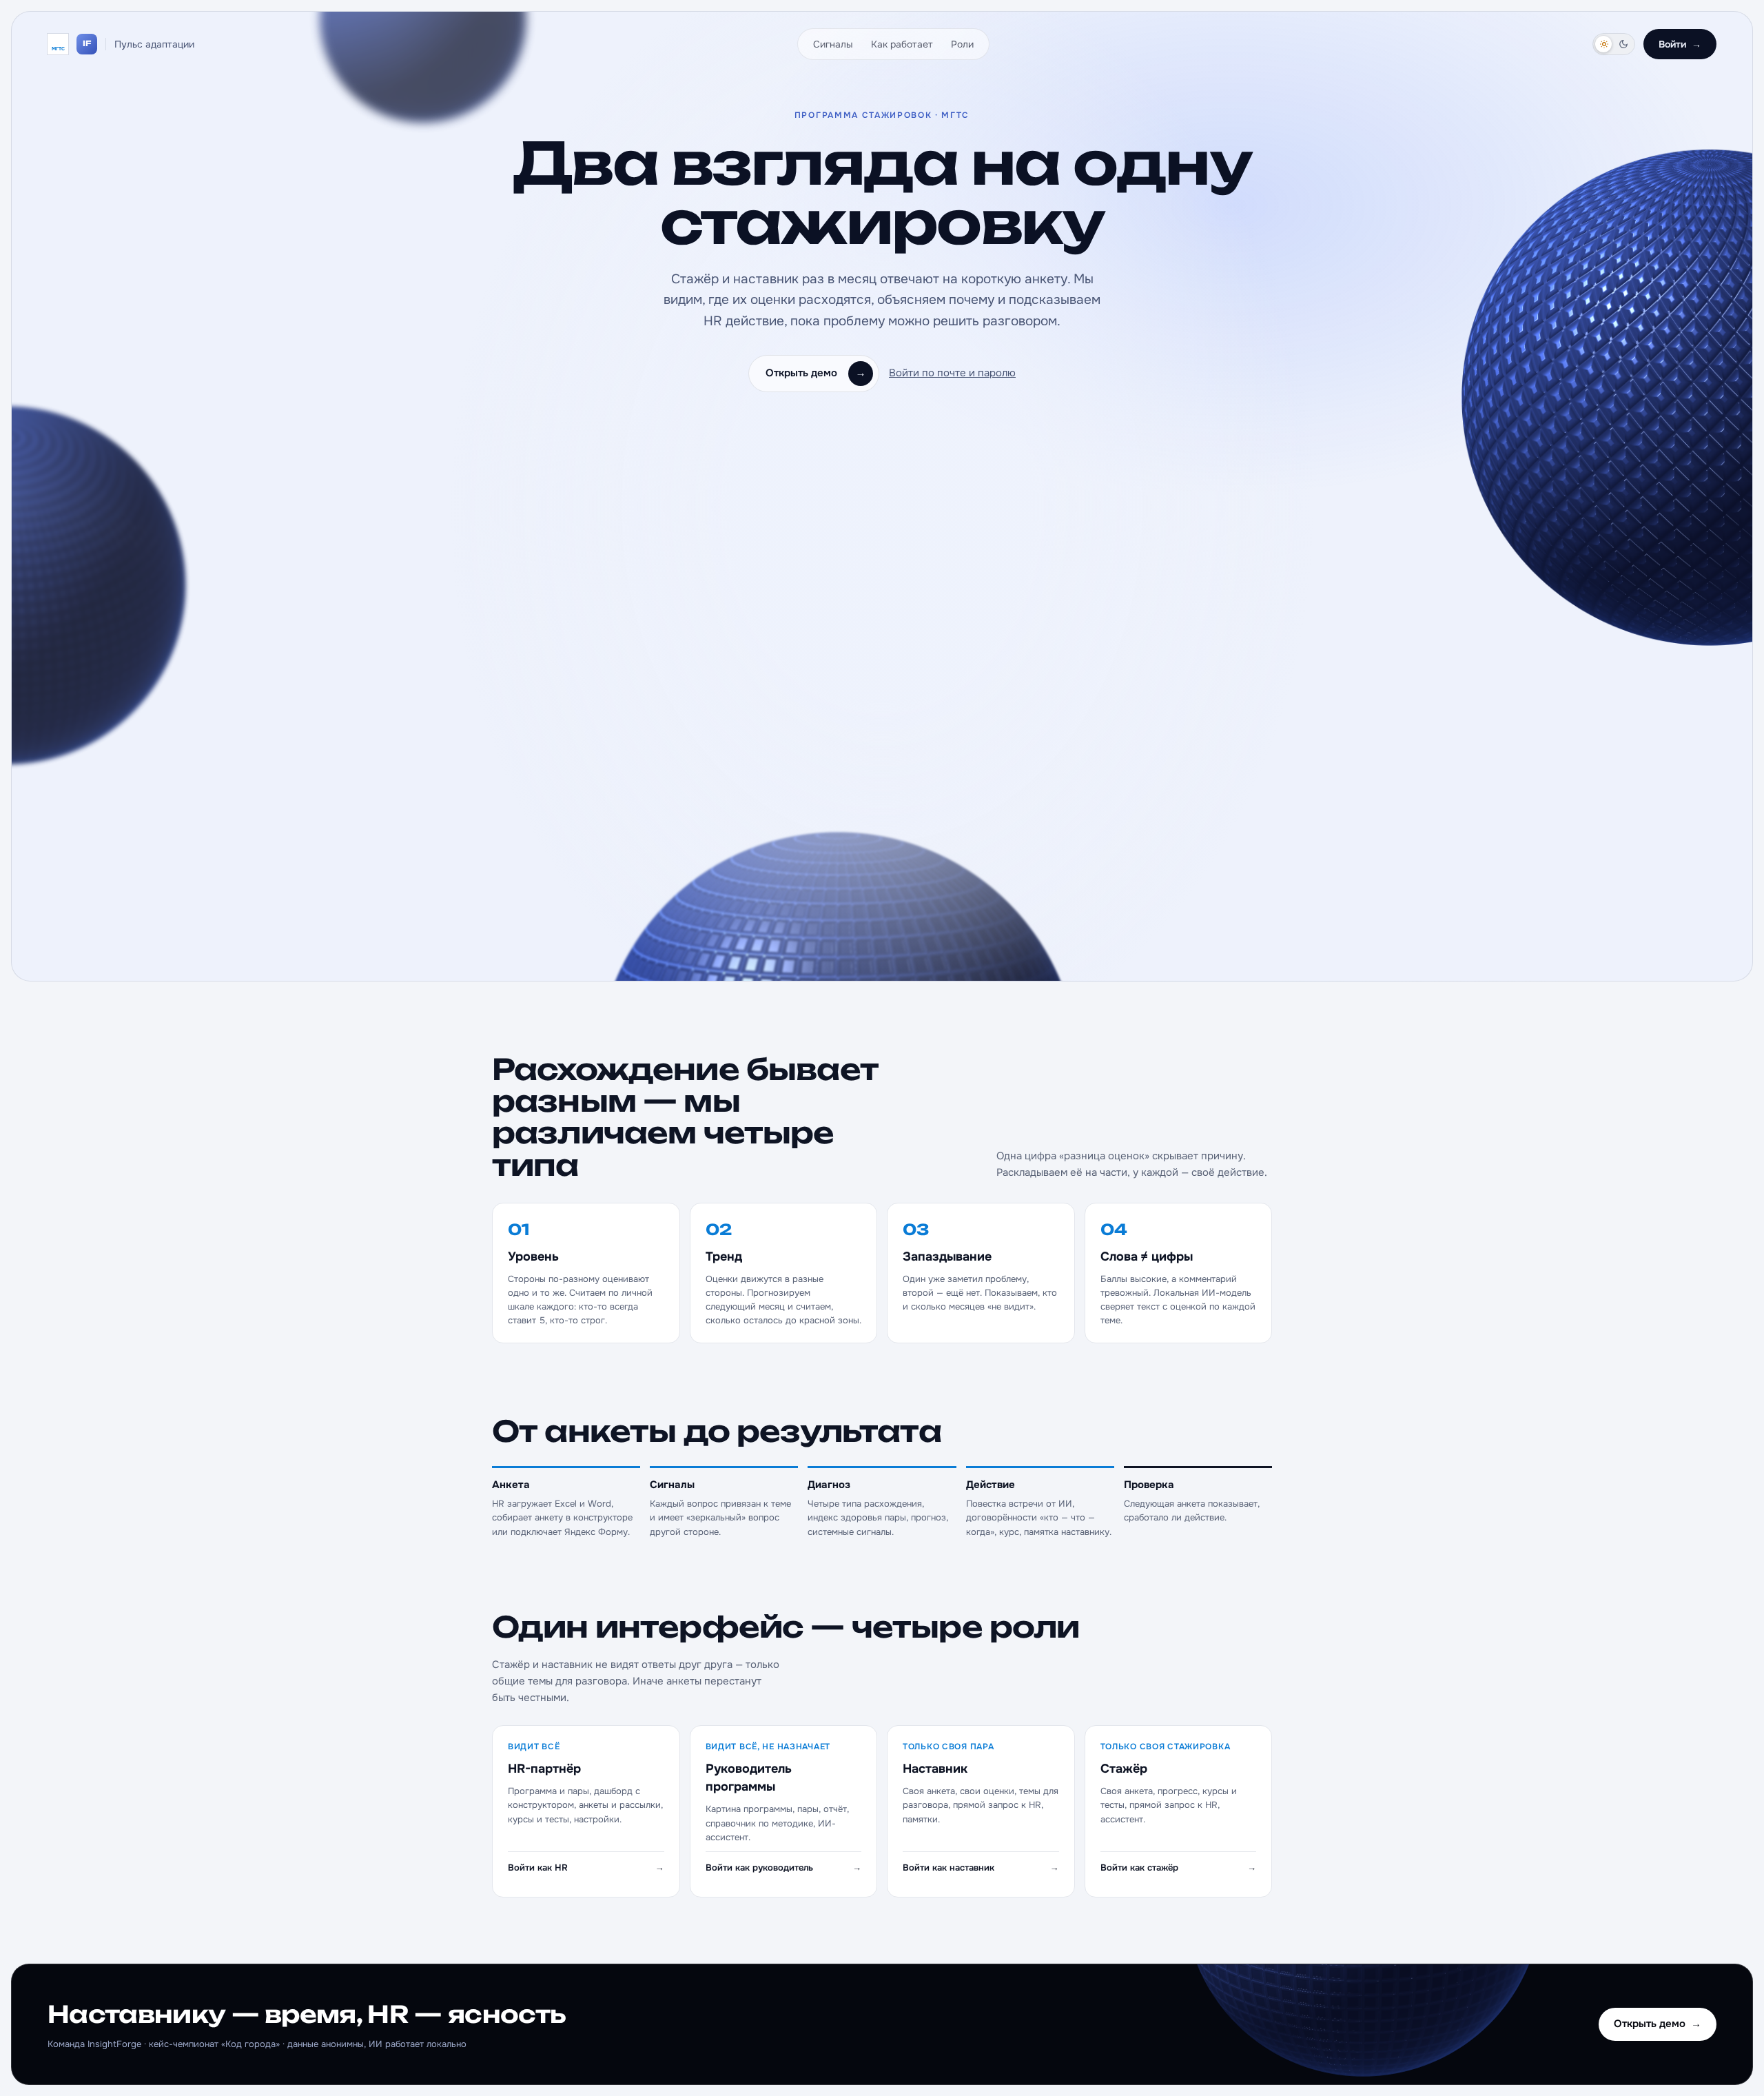 МГТС
IF
Пульс адаптации
Сигналы Как работает Роли
Войти →
ПРОГРАММА СТАЖИРОВОК · МГТС
Два взгляда на одну
стажировку
Стажёр и наставник раз в месяц отвечают на короткую анкету. Мы
видим, где их оценки расходятся, объясняем почему и подсказываем
HR действие, пока проблему можно решить разговором.
Открыть демо →
Войти по почте и паролю
Расхождение бывает
разным — мы
различаем четыре
типа
Одна цифра «разница оценок» скрывает причину.
Раскладываем её на части, у каждой — своё действие.
01
Уровень
Стороны по-разному оценивают
одно и то же. Считаем по личной
шкале каждого: кто-то всегда
ставит 5, кто-то строг.
02
Тренд
Оценки движутся в разные
стороны. Прогнозируем
следующий месяц и считаем,
сколько осталось до красной зоны.
03
Запаздывание
Один уже заметил проблему,
второй — ещё нет. Показываем, кто
и сколько месяцев «не видит».
04
Слова ≠ цифры
Баллы высокие, а комментарий
тревожный. Локальная ИИ-модель
сверяет текст с оценкой по каждой
теме.
От анкеты до результата
Анкета
HR загружает Excel и Word,
собирает анкету в конструкторе
или подключает Яндекс Форму.
Сигналы
Каждый вопрос привязан к теме
и имеет «зеркальный» вопрос
другой стороне.
Диагноз
Четыре типа расхождения,
индекс здоровья пары, прогноз,
системные сигналы.
Действие
Повестка встречи от ИИ,
договорённости «кто — что —
когда», курс, памятка наставнику.
Проверка
Следующая анкета показывает,
сработало ли действие.
Один интерфейс — четыре роли
Стажёр и наставник не видят ответы друг друга — только
общие темы для разговора. Иначе анкеты перестанут
быть честными.
ВИДИТ ВСЁ
HR-партнёр
Программа и пары, дашборд с
конструктором, анкеты и рассылки,
курсы и тесты, настройки.
Войти как HR →
ВИДИТ ВСЁ, НЕ НАЗНАЧАЕТ
Руководитель
программы
Картина программы, пары, отчёт,
справочник по методике, ИИ-
ассистент.
Войти как руководитель →
ТОЛЬКО СВОЯ ПАРА
Наставник
Своя анкета, свои оценки, темы для
разговора, прямой запрос к HR,
памятки.
Войти как наставник →
ТОЛЬКО СВОЯ СТАЖИРОВКА
Стажёр
Своя анкета, прогресс, курсы и
тесты, прямой запрос к HR,
ассистент.
Войти как стажёр →
Наставнику — время, HR — ясность
Команда InsightForge · кейс-чемпионат «Код города» · данные анонимны, ИИ работает локально
Открыть демо →